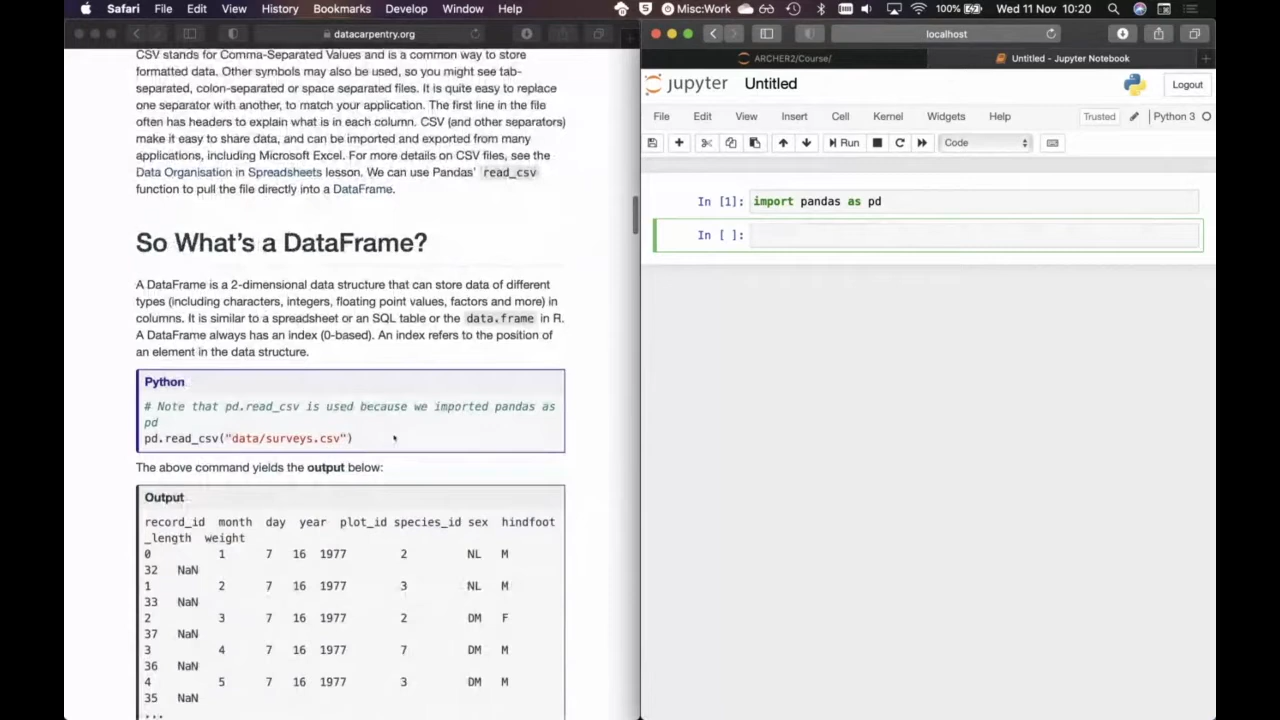 Safari File Edit View History Bookmarks Develop Window Help Misc:Work 100% Wed 11 Nov 10:20
datacarpentry.org
CSV stands for Comma-Separated Values and is a common way to store
formatted data. Other symbols may also be used, so you might see tab-
separated, colon-separated or space separated files. It is quite easy to replace
one separator with another, to match your application. The first line in the file
often has headers to explain what is in each column. CSV (and other separators)
make it easy to share data, and can be imported and exported from many
applications, including Microsoft Excel. For more details on CSV files, see the
Data Organisation in Spreadsheets lesson. We can use Pandas' read_csv
function to pull the file directly into a DataFrame.
So What's a DataFrame?
A DataFrame is a 2-dimensional data structure that can store data of different
types (including characters, integers, floating point values, factors and more) in
columns. It is similar to a spreadsheet or an SQL table or the data.frame in R.
A DataFrame always has an index (0-based). An index refers to the position of
an element in the data structure.
Python
# Note that pd.read_csv is used because we imported pandas as
pd
pd.read_csv("data/surveys.csv")
The above command yields the output below:
Output
record_id month day year plot_id species_id sex hindfoot
_length weight
0 1 7 16 1977 2 NL M
32 NaN
1 2 7 16 1977 3 NL M
33 NaN
2 3 7 16 1977 2 DM F
37 NaN
3 4 7 16 1977 7 DM M
36 NaN
4 5 7 16 1977 3 DM M
35 NaN
...
localhost
ARCHER2/Course/ Untitled - Jupyter Notebook
jupyter Untitled Logout
File Edit View Insert Cell Kernel Widgets Help Trusted Python 3
Run Code
In [1]: import pandas as pd
In [ ]: